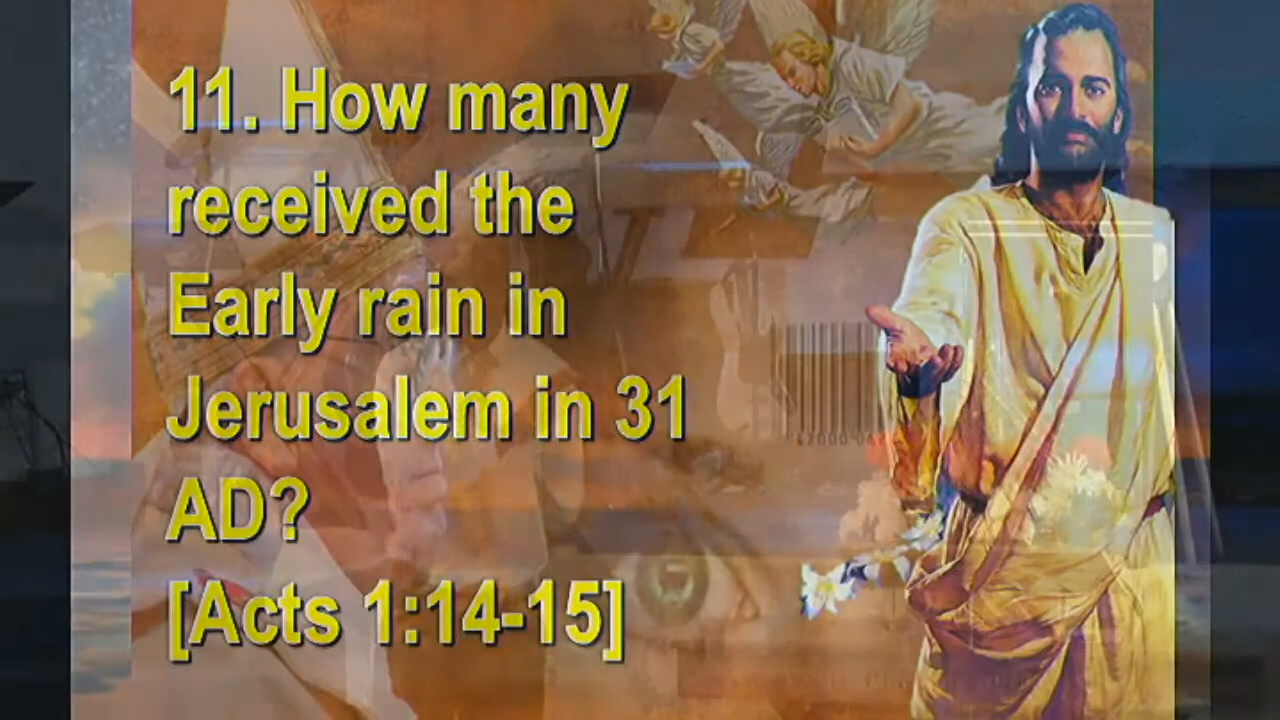 11. How many
received the
Early rain in
Jerusalem in 31
AD?
[Acts 1:14-15]